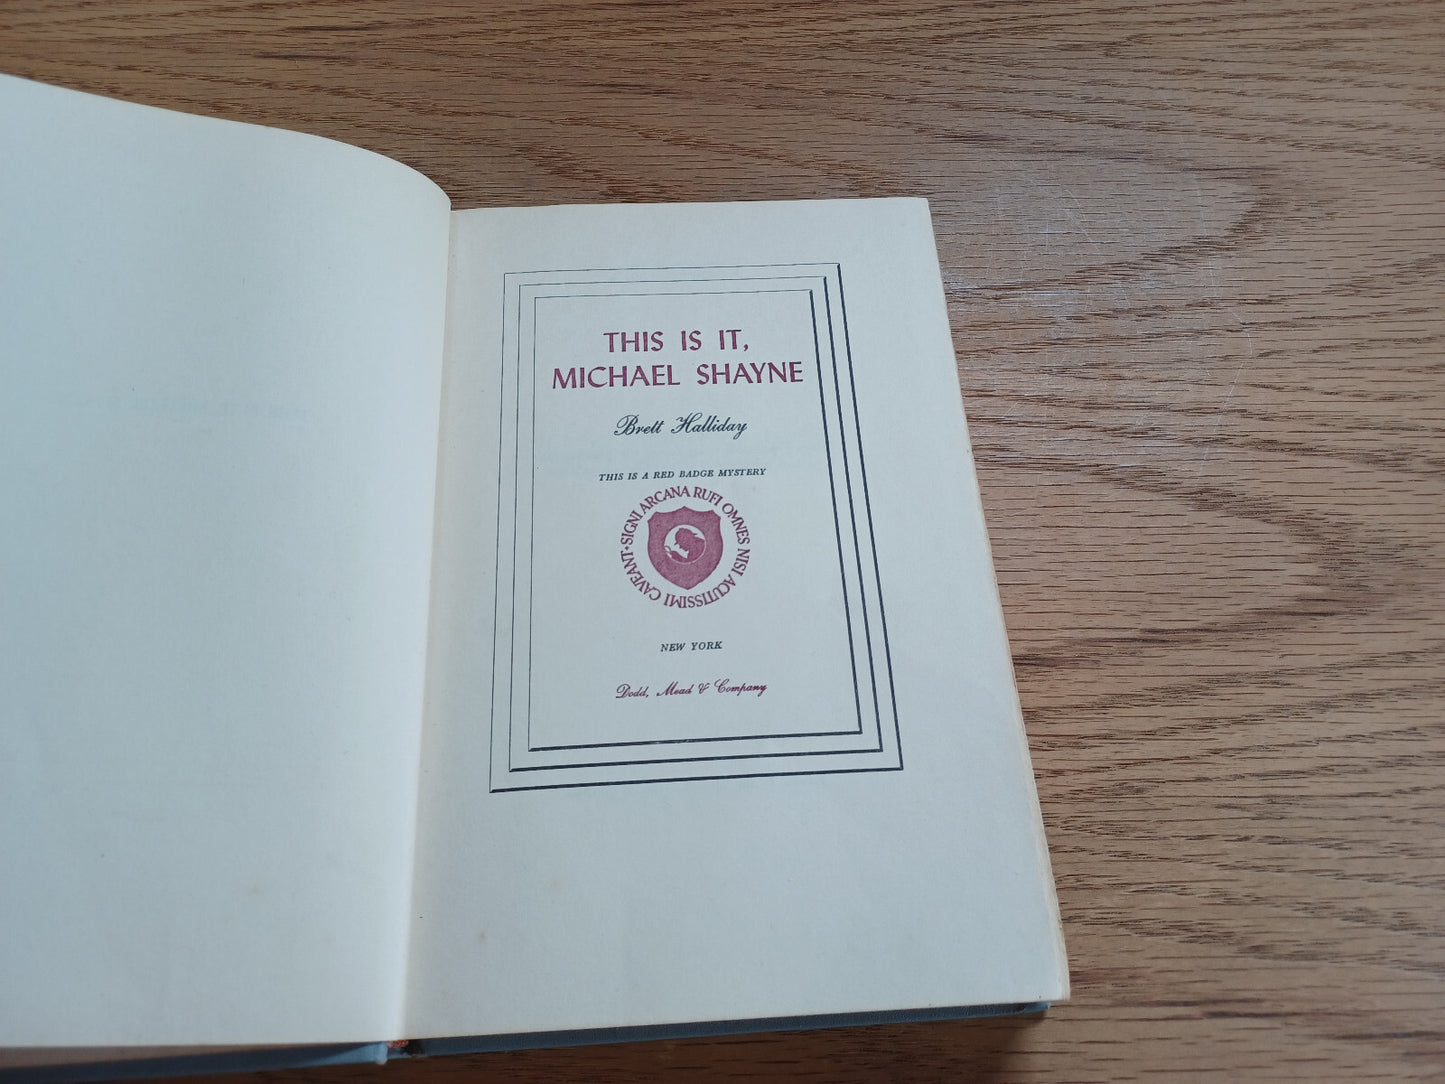 THIS IS IT,
MICHAEL SHAYNE
Brett Halliday
THIS IS A RED BADGE MYSTERY
SIGNI ARCANA RUFI OMNES NISI ACUTISSIMI CAVEANT •
NEW YORK
Dodd, Mead & Company